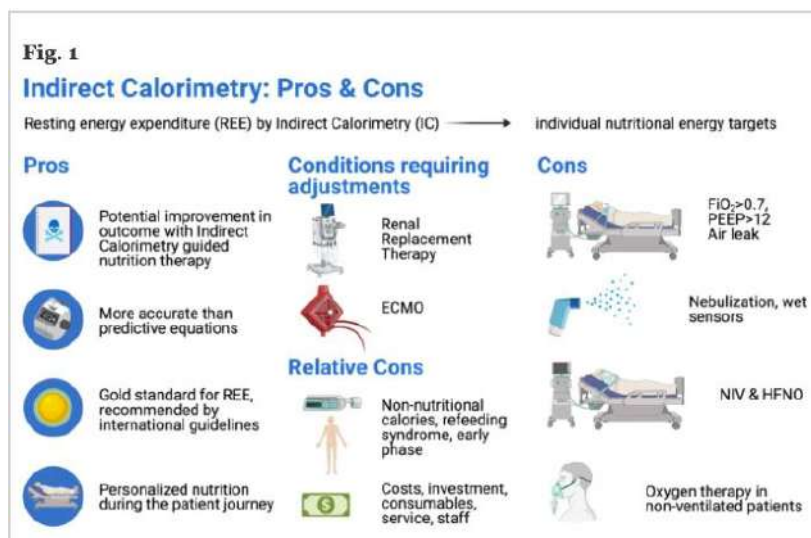 Fig. 1
Indirect Calorimetry: Pros & Cons
Resting energy expenditure (REE) by Indirect Calorimetry (IC) → individual nutritional energy targets
Pros
Potential improvement in
outcome with Indirect
Calorimetry guided
nutrition therapy
More accurate than
predictive equations
Gold standard for REE,
recommended by
international guidelines
Personalized nutrition
during the patient journey
Conditions requiring
adjustments
Renal
Replacement
Therapy
ECMO
Relative Cons
Non-nutritional
calories, refeeding
syndrome, early
phase
Costs, investment,
consumables,
service, staff
Cons
FiO₂>0.7,
PEEP>12
Air leak
Nebulization, wet
sensors
NIV & HFNO
Oxygen therapy in
non-ventilated patients